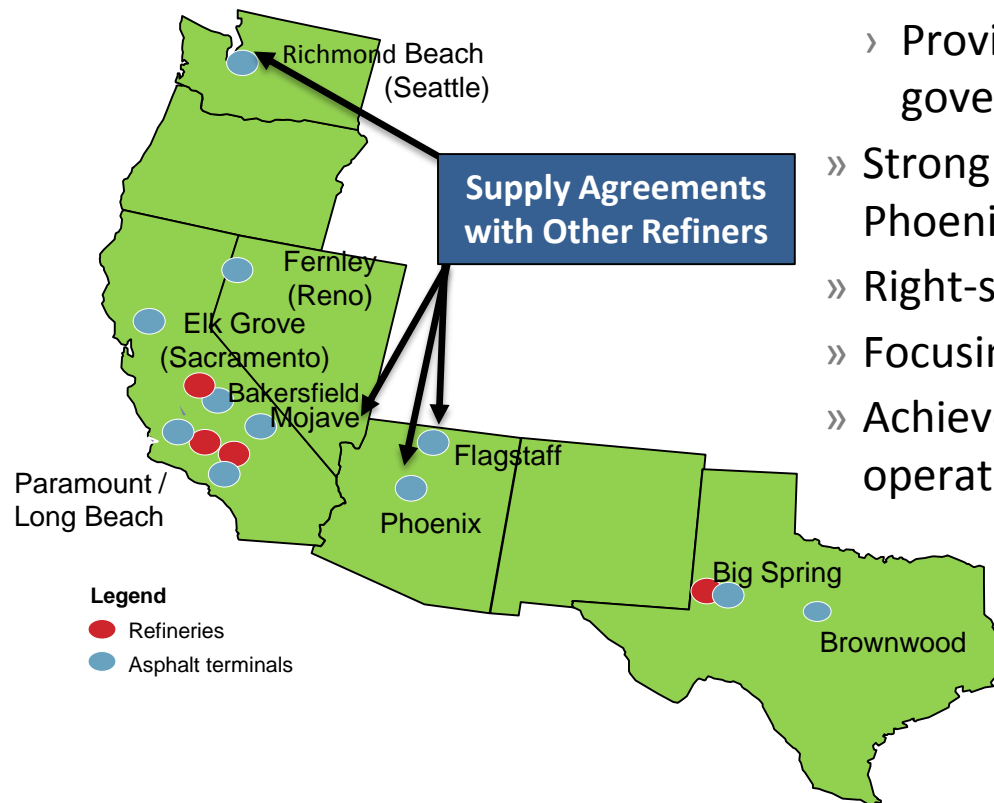 Richmond Beach
(Seattle)
Supply Agreements
with Other Refiners
Fernley
(Reno)
Elk Grove
(Sacramento)
Bakersfield
Mojave
Flagstaff
Phoenix
Paramount /
Long Beach
Big Spring
Brownwood
Legend
Refineries
Asphalt terminals
› Provi
gove
» Strong
Phoeni
» Right-s
» Focusin
» Achiev
operat